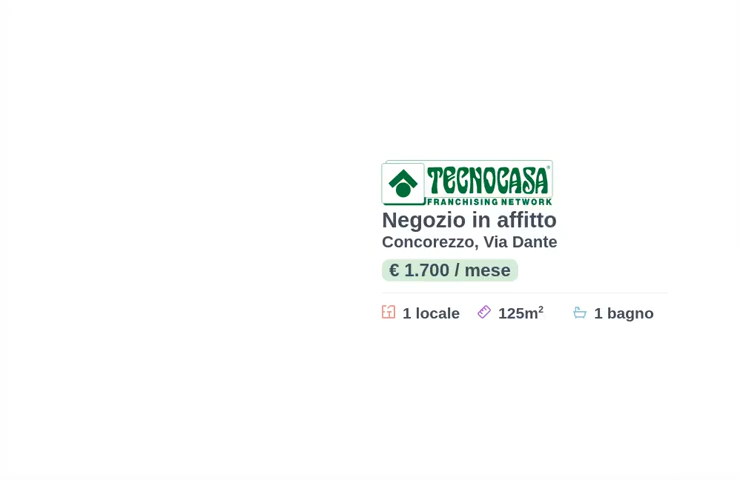 TECNOCASA®
FRANCHISING NETWORK
Negozio in affitto
Concorezzo, Via Dante
€ 1.700 / mese
1 locale 125m² 1 bagno